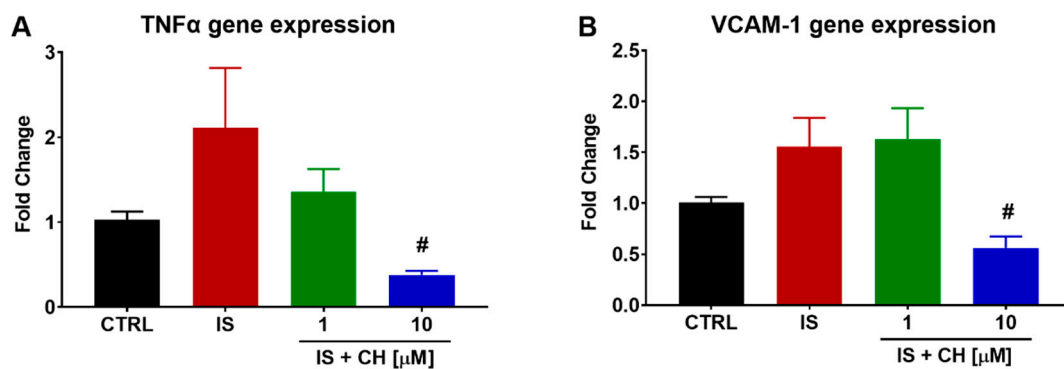 A
TNFα gene expression
Fold Change
3
2
1
0
#
CTRL
IS
1
10
IS + CH [μM]
B
VCAM-1 gene expression
Fold Change
2.5
2.0
1.5
1.0
0.5
0.0
#
CTRL
IS
1
10
IS + CH [μM]